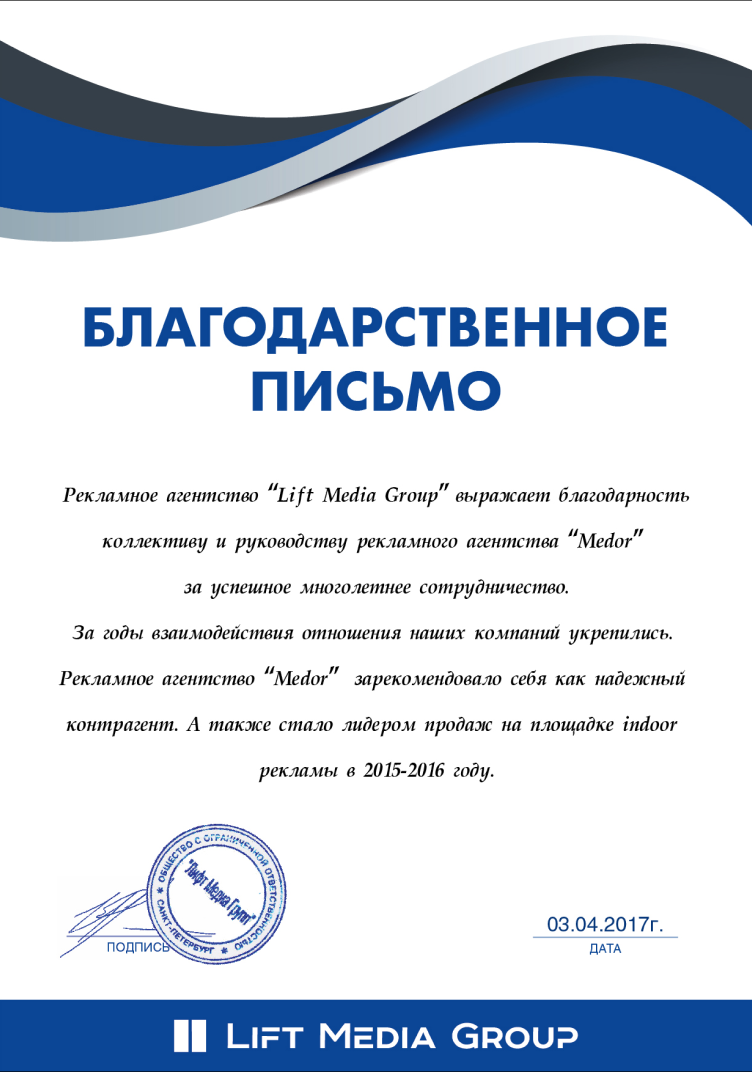 БЛАГОДАРСТВЕННОЕ
ПИСЬМО
Рекламное агентство “Lift Media Group” выражает благодарность
коллективу и руководству рекламного агентства “Medor”
за успешное многолетнее сотрудничество.
За годы взаимодействия отношения наших компаний укрепились.
Рекламное агентство “Medor” зарекомендовало себя как надежный
контрагент. А также стало лидером продаж на площадке indoor
рекламы в 2015-2016 году.
ОБЩЕСТВО С ОГРАНИЧЕННОЙ ОТВЕТСТВЕННОСТЬЮ
"Лифт Медиа Групп"
САНКТ-ПЕТЕРБУРГ
ПОДПИСЬ
03.04.2017г.
ДАТА
LIFT MEDIA GROUP